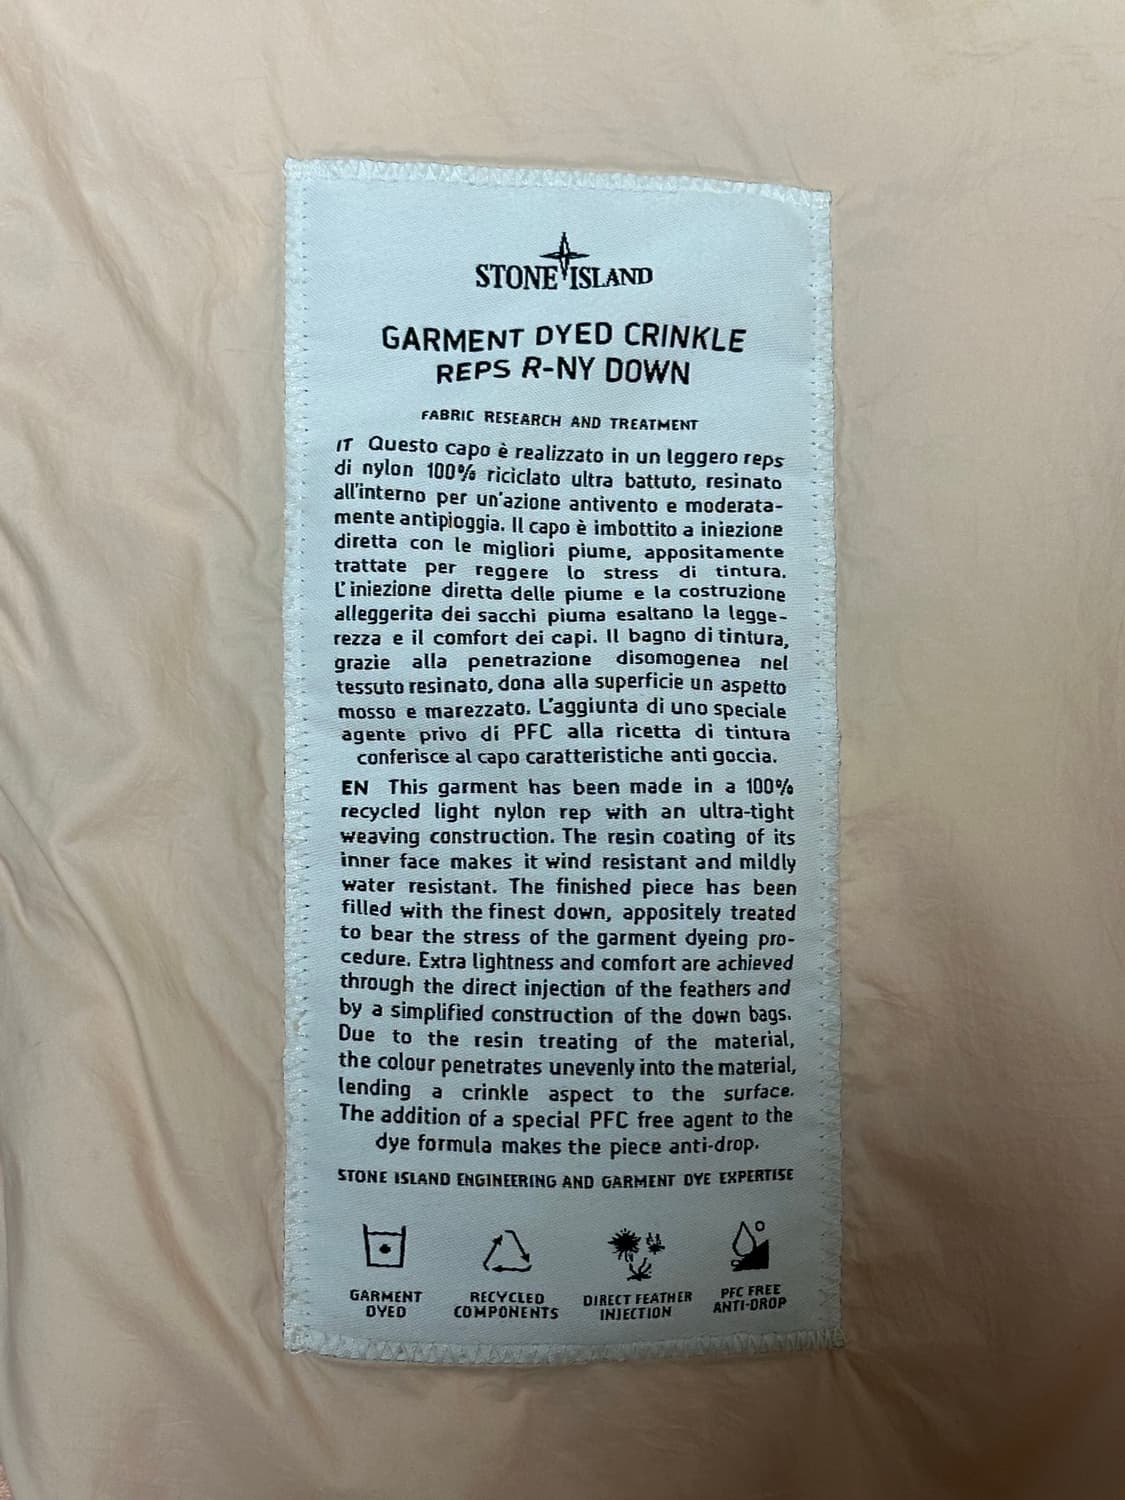 STONE ISLAND
GARMENT DYED CRINKLE
REPS R-NY DOWN
FABRIC RESEARCH AND TREATMENT
IT Questo capo è realizzato in un leggero reps
di nylon 100% riciclato ultra battuto, resinato
all'interno per un'azione antivento e moderata-
mente antipioggia. Il capo è imbottito a iniezione
diretta con le migliori piume, appositamente
trattate per reggere lo stress di tintura.
L'iniezione diretta delle piume e la costruzione
alleggerita dei sacchi piuma esaltano la legge-
rezza e il comfort dei capi. Il bagno di tintura,
grazie alla penetrazione disomogenea nel
tessuto resinato, dona alla superficie un aspetto
mosso e marezzato. L'aggiunta di uno speciale
agente privo di PFC alla ricetta di tintura
conferisce al capo caratteristiche anti goccia.
EN This garment has been made in a 100%
recycled light nylon rep with an ultra-tight
weaving construction. The resin coating of its
inner face makes it wind resistant and mildly
water resistant. The finished piece has been
filled with the finest down, appositely treated
to bear the stress of the garment dyeing pro-
cedure. Extra lightness and comfort are achieved
through the direct injection of the feathers and
by a simplified construction of the down bags.
Due to the resin treating of the material,
the colour penetrates unevenly into the material,
lending a crinkle aspect to the surface.
The addition of a special PFC free agent to the
dye formula makes the piece anti-drop.
STONE ISLAND ENGINEERING AND GARMENT DYE EXPERTISE
GARMENT
DYED
RECYCLED
COMPONENTS
DIRECT FEATHER
INJECTION
PFC FREE
ANTI-DROP